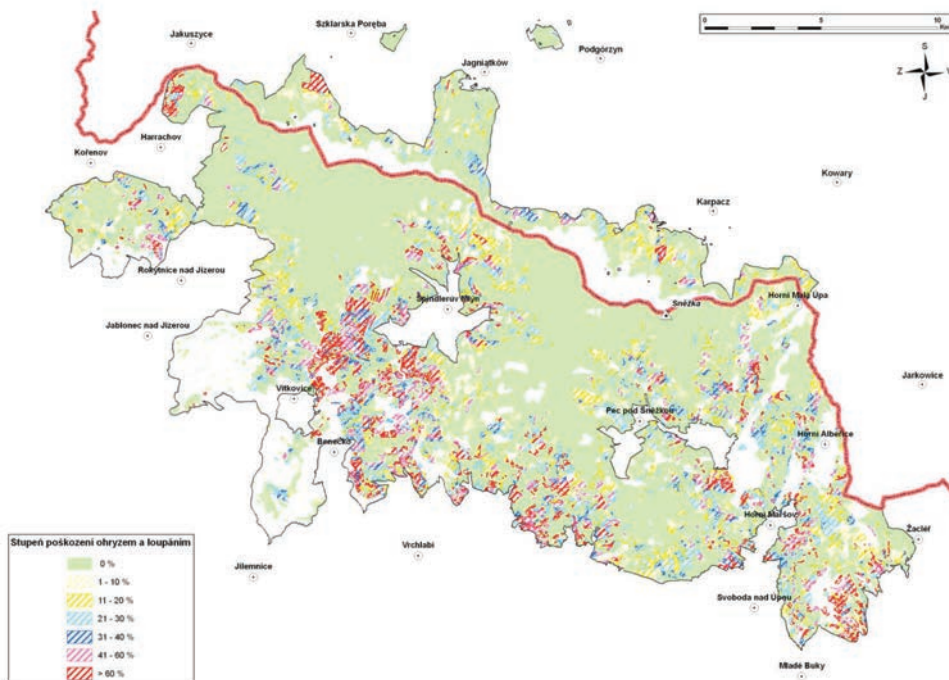 Szklarska Poręba
0 5 10
Jakuszyce
Podgórzyn
Jagniątków
S
Z
J
Harrachov
Kořenov
Kowary
Karpacz
Rokytnice nad Jizerou
Horní Malá Úpa
Špindlerův Mlýn
Sněžka
Jablonec nad Jizerou
Jarkowice
Vítkovice
Pec pod Sněžkou
Horní Albeřice
Benecko
Horní Maršov
Žacléř
Vrchlabí
Jilemnice
Svoboda nad Úpou
Mladé Buky
Stupeň poškození ohryzem a loupáním
0 %
1 - 10 %
11 - 20 %
21 - 30 %
31 - 40 %
41 - 60 %
> 60 %